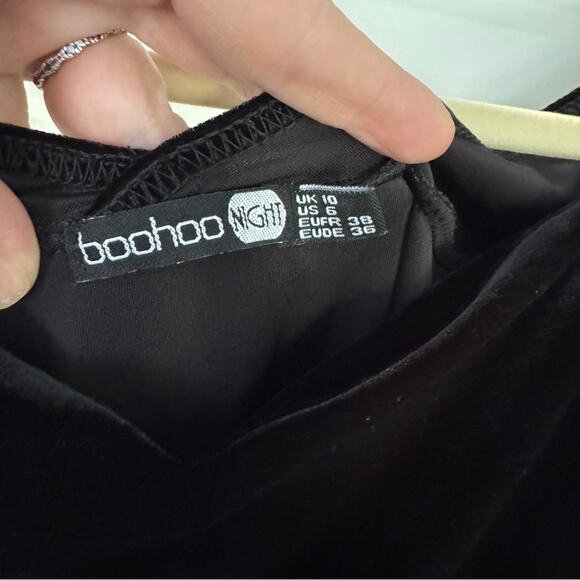 boohoo NIGHT
UK 10
US 6
EUFR 38
EUDE 36